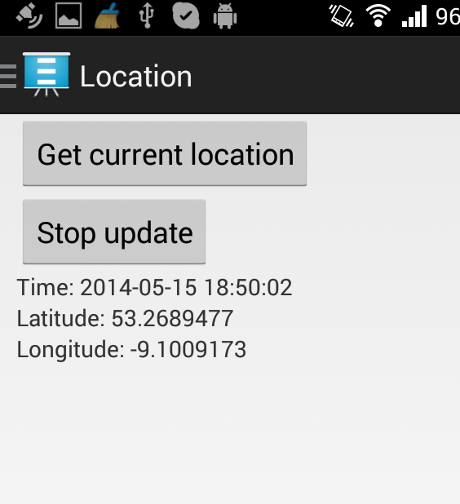 96
Location
Get current location
Stop update
Time: 2014-05-15 18:50:02
Latitude: 53.2689477
Longitude: -9.1009173